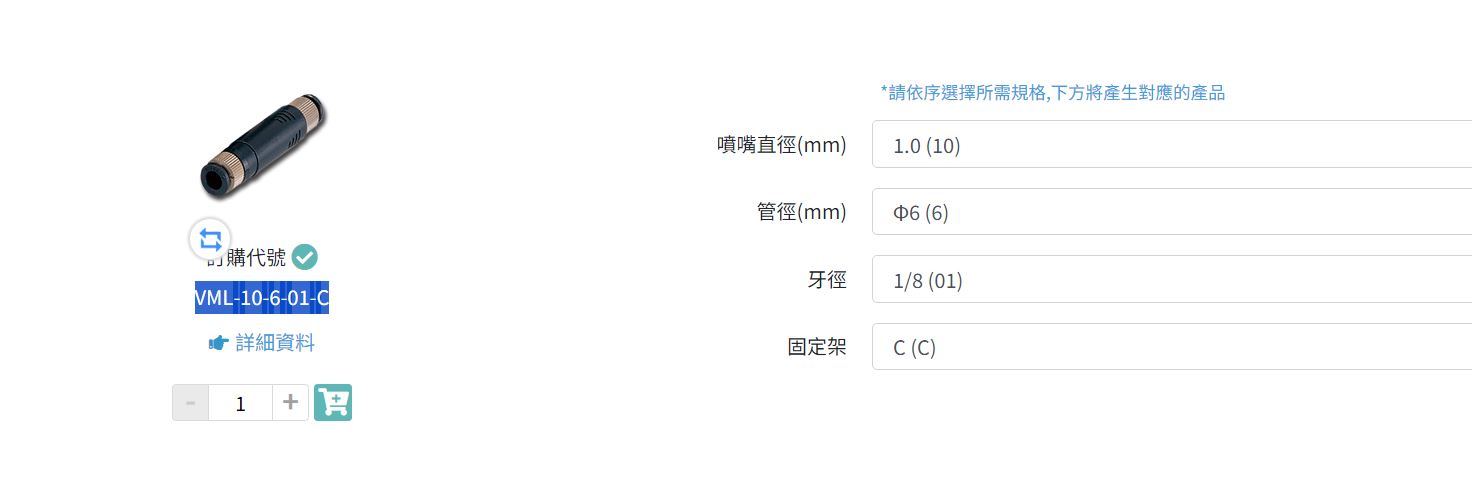 *請依序選擇所需規格,下方將產生對應的產品
噴嘴直徑(mm)
1.0 (10)
管徑(mm)
Φ6 (6)
牙徑
1/8 (01)
固定架
C (C)
訂購代號
VML-10-6-01-C
詳細資料
- 1 +